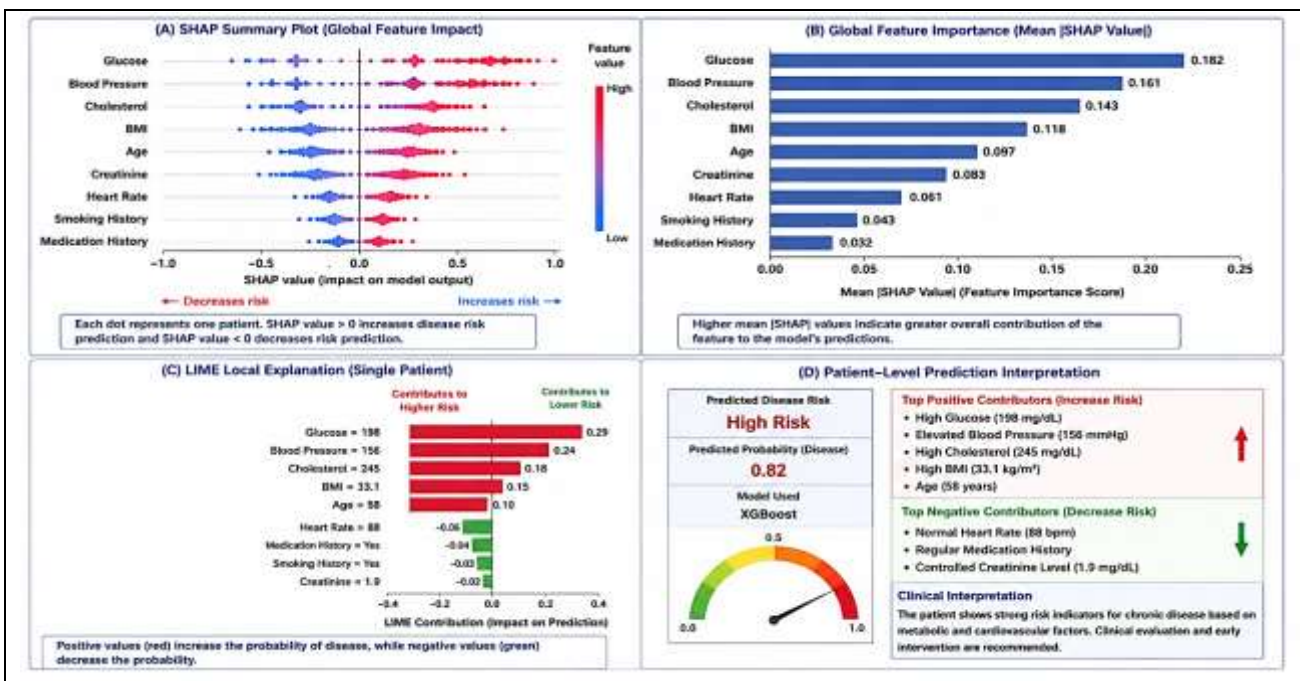 (A) SHAP Summary Plot (Global Feature Impact)
Glucose
Blood Pressure
Cholesterol
BMI
Age
Creatinine
Heart Rate
Smoking History
Medication History
-1.0 -0.5 0.0 0.5 1.0
SHAP value (impact on model output)
← Decreases risk Increases risk →
Feature
value
High
Low
Each dot represents one patient. SHAP value > 0 increases disease risk
prediction and SHAP value < 0 decreases risk prediction.
(B) Global Feature Importance (Mean |SHAP Value|)
Glucose 0.182
Blood Pressure 0.161
Cholesterol 0.143
BMI 0.118
Age 0.097
Creatinine 0.083
Heart Rate 0.061
Smoking History 0.043
Medication History 0.032
0.00 0.05 0.10 0.15 0.20 0.25
Mean |SHAP Value| (Feature Importance Score)
Higher mean |SHAP| values indicate greater overall contribution of the
feature to the model's predictions.
(C) LIME Local Explanation (Single Patient)
Contributes to
Higher Risk
Contributes to
Lower Risk
Glucose = 198 0.29
Blood Pressure = 156 0.24
Cholesterol = 245 0.18
BMI = 33.1 0.15
Age = 58 0.10
Heart Rate = 88 -0.06
Medication History = Yes -0.04
Smoking History = Yes -0.03
Creatinine = 1.9 -0.02
-0.4 -0.2 0.0 0.2 0.4
LIME Contribution (Impact on Prediction)
Positive values (red) increase the probability of disease, while negative values (green)
decrease the probability.
(D) Patient-Level Prediction Interpretation
Predicted Disease Risk
High Risk
Predicted Probability (Disease)
0.82
Model Used
XGBoost
0.5
0.0 1.0
Top Positive Contributors (Increase Risk)
• High Glucose (198 mg/dL)
• Elevated Blood Pressure (156 mmHg)
• High Cholesterol (245 mg/dL)
• High BMI (33.1 kg/m²)
• Age (58 years)
Top Negative Contributors (Decrease Risk)
• Normal Heart Rate (88 bpm)
• Regular Medication History
• Controlled Creatinine Level (1.9 mg/dL)
Clinical Interpretation
The patient shows strong risk indicators for chronic disease based on
metabolic and cardiovascular factors. Clinical evaluation and early
intervention are recommended.